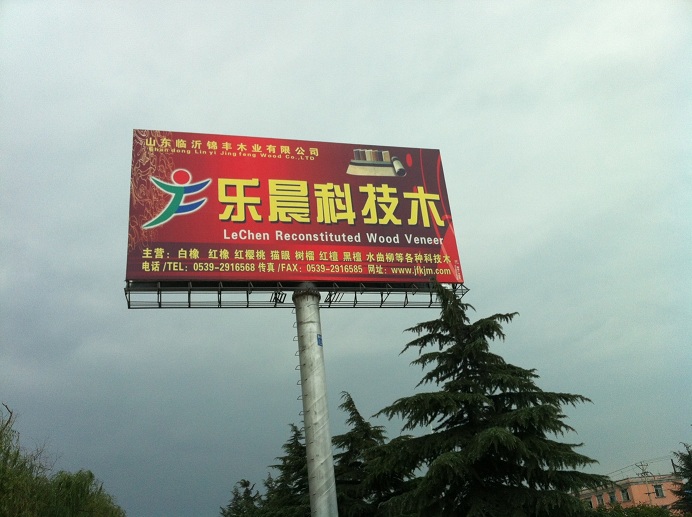 山东临沂锦丰木业有限公司
Shan dong Lin yi Jing feng Wood Co.,LTD
乐晨科技木
LeChen Reconstituted Wood Veneer
主营：白橡 红橡 红樱桃 猫眼 树榴 红檀 黑檀 水曲柳等各种科技木
电话/TEL：0539-2916568 传真/FAX：0539-2916585 网址：www.jfkjm.com